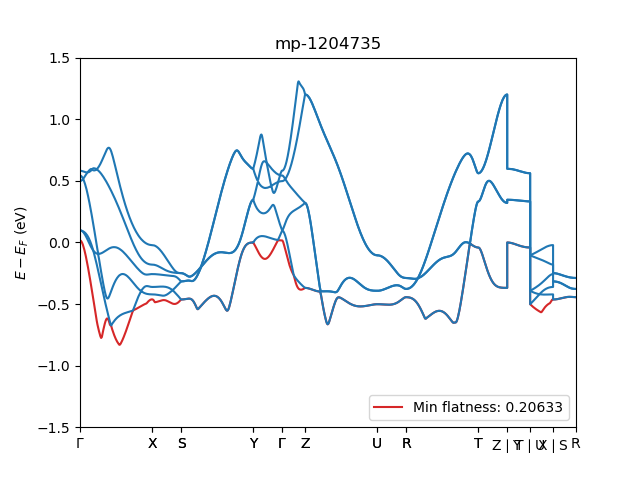 mp-1204735
E − E_F (eV)
1.5
1.0
0.5
0.0
−0.5
−1.0
−1.5
Min flatness: 0.20633
Γ X S Y Γ Z U R T Z | Y T | U X | S R